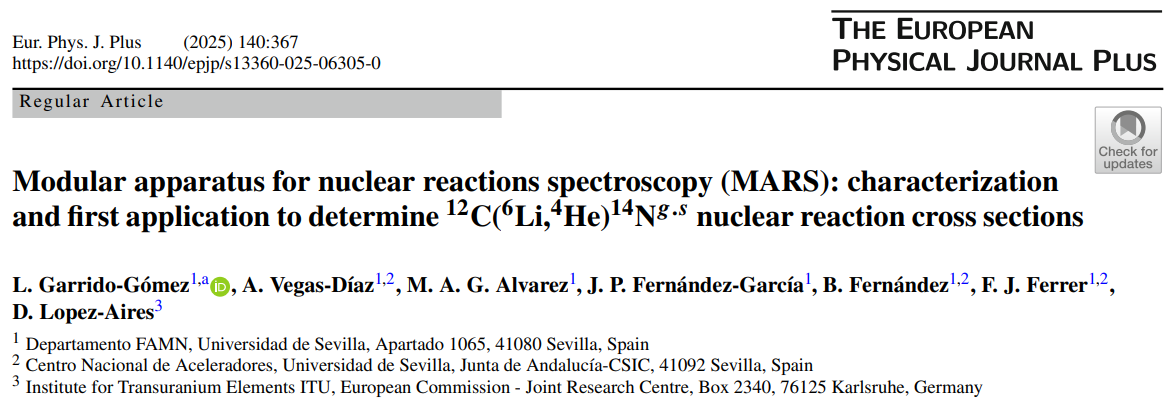 Eur. Phys. J. Plus (2025) 140:367
https://doi.org/10.1140/epjp/s13360-025-06305-0
THE EUROPEAN
PHYSICAL JOURNAL PLUS
Regular Article
Check for
updates
Modular apparatus for nuclear reactions spectroscopy (MARS): characterization
and first application to determine ¹²C(⁶Li,⁴He)¹⁴Nᵍ·ˢ nuclear reaction cross sections
L. Garrido-Gómez¹,ᵃ iD, A. Vegas-Díaz¹,², M. A. G. Alvarez¹, J. P. Fernández-García¹, B. Fernández¹,², F. J. Ferrer¹,²,
D. Lopez-Aires³
¹ Departamento FAMN, Universidad de Sevilla, Apartado 1065, 41080 Sevilla, Spain
² Centro Nacional de Aceleradores, Universidad de Sevilla, Junta de Andalucía-CSIC, 41092 Sevilla, Spain
³ Institute for Transuranium Elements ITU, European Commission - Joint Research Centre, Box 2340, 76125 Karlsruhe, Germany